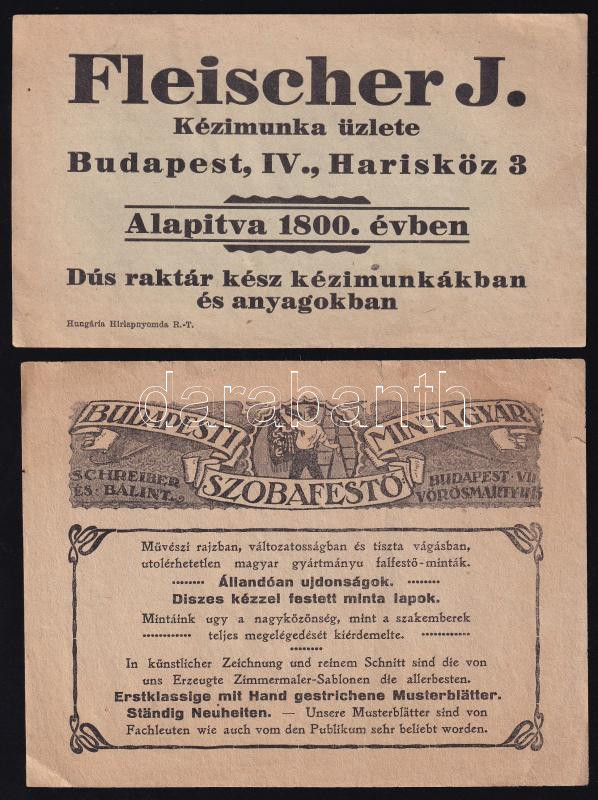 Fleischer J.
Kézimunka üzlete
Budapest, IV., Harisköz 3
Alapitva 1800. évben
Dús raktár kész kézimunkákban
és anyagokban
Hungária Hirlapnyomda R.-T.
darabanth
BUDAPESTI MINTAGYÁR
SZOBAFESTŐ
SCHREIBER
ÉS BÁLINT
BUDAPEST VII
VÖRÖSMARTY U
Művészi rajzban, változatosságban és tiszta vágásban,
utolérhetetlen magyar gyártmányu falfestő-minták.
Állandóan ujdonságok.
Diszes kézzel festett minta lapok.
Mintáink ugy a nagyközönség, mint a szakemberek
teljes megelégedését kiérdemelte.
In künstlicher Zeichnung und reinem Schnitt sind die von
uns Erzeugte Zimmermaler-Sablonen die allerbesten.
Erstklassige mit Hand gestrichene Musterblätter.
Ständig Neuheiten. — Unsere Musterblätter sind von
Fachleuten wie auch vom den Publikum sehr beliebt worden.